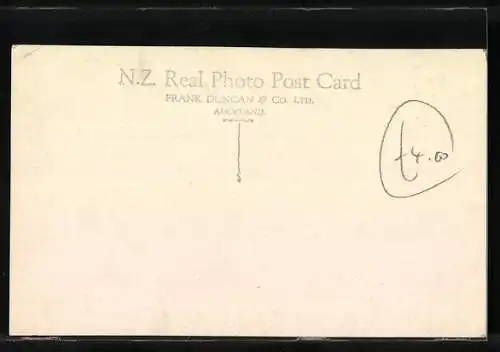 N.Z. Real Photo Post Card
FRANK DUNCAN & Co. LTD.
AUCKLAND.
£4.00